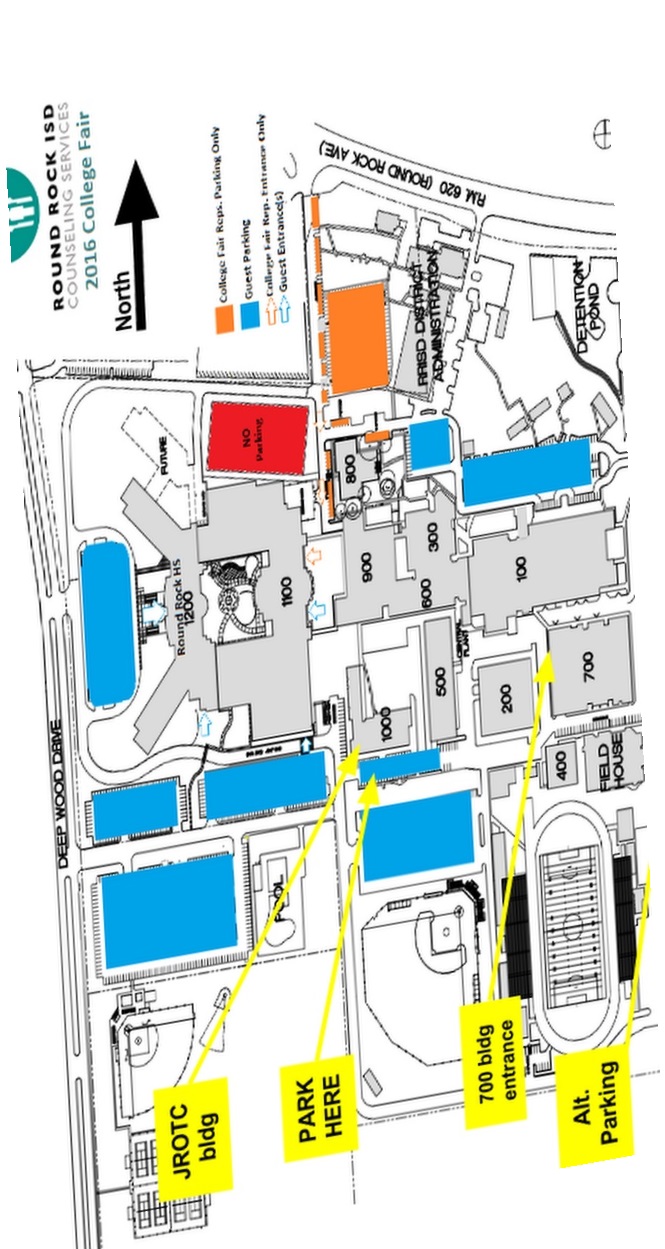 ROUND ROCK ISD
COUNSELING SERVICES
2016 College Fair
North
College Fair Reps. Parking Only
Guest Parking
College Fair Rep. Entrance Only
Guest Entrance(s)
RM 620 (ROUND ROCK AVE)
RRISD DISTRICT
ADMINISTRATION
DETENTION
POND
FUTURE
NO
Parking
800
Round Rock HS
1200
1100
900
300
600
100
CENTRAL
PLANT
500
200
700
1000
400
FIELD
HOUSE
DEEP WOOD DRIVE
POOL
JROTC
bldg
PARK
HERE
700 bldg
entrance
Alt.
Parking